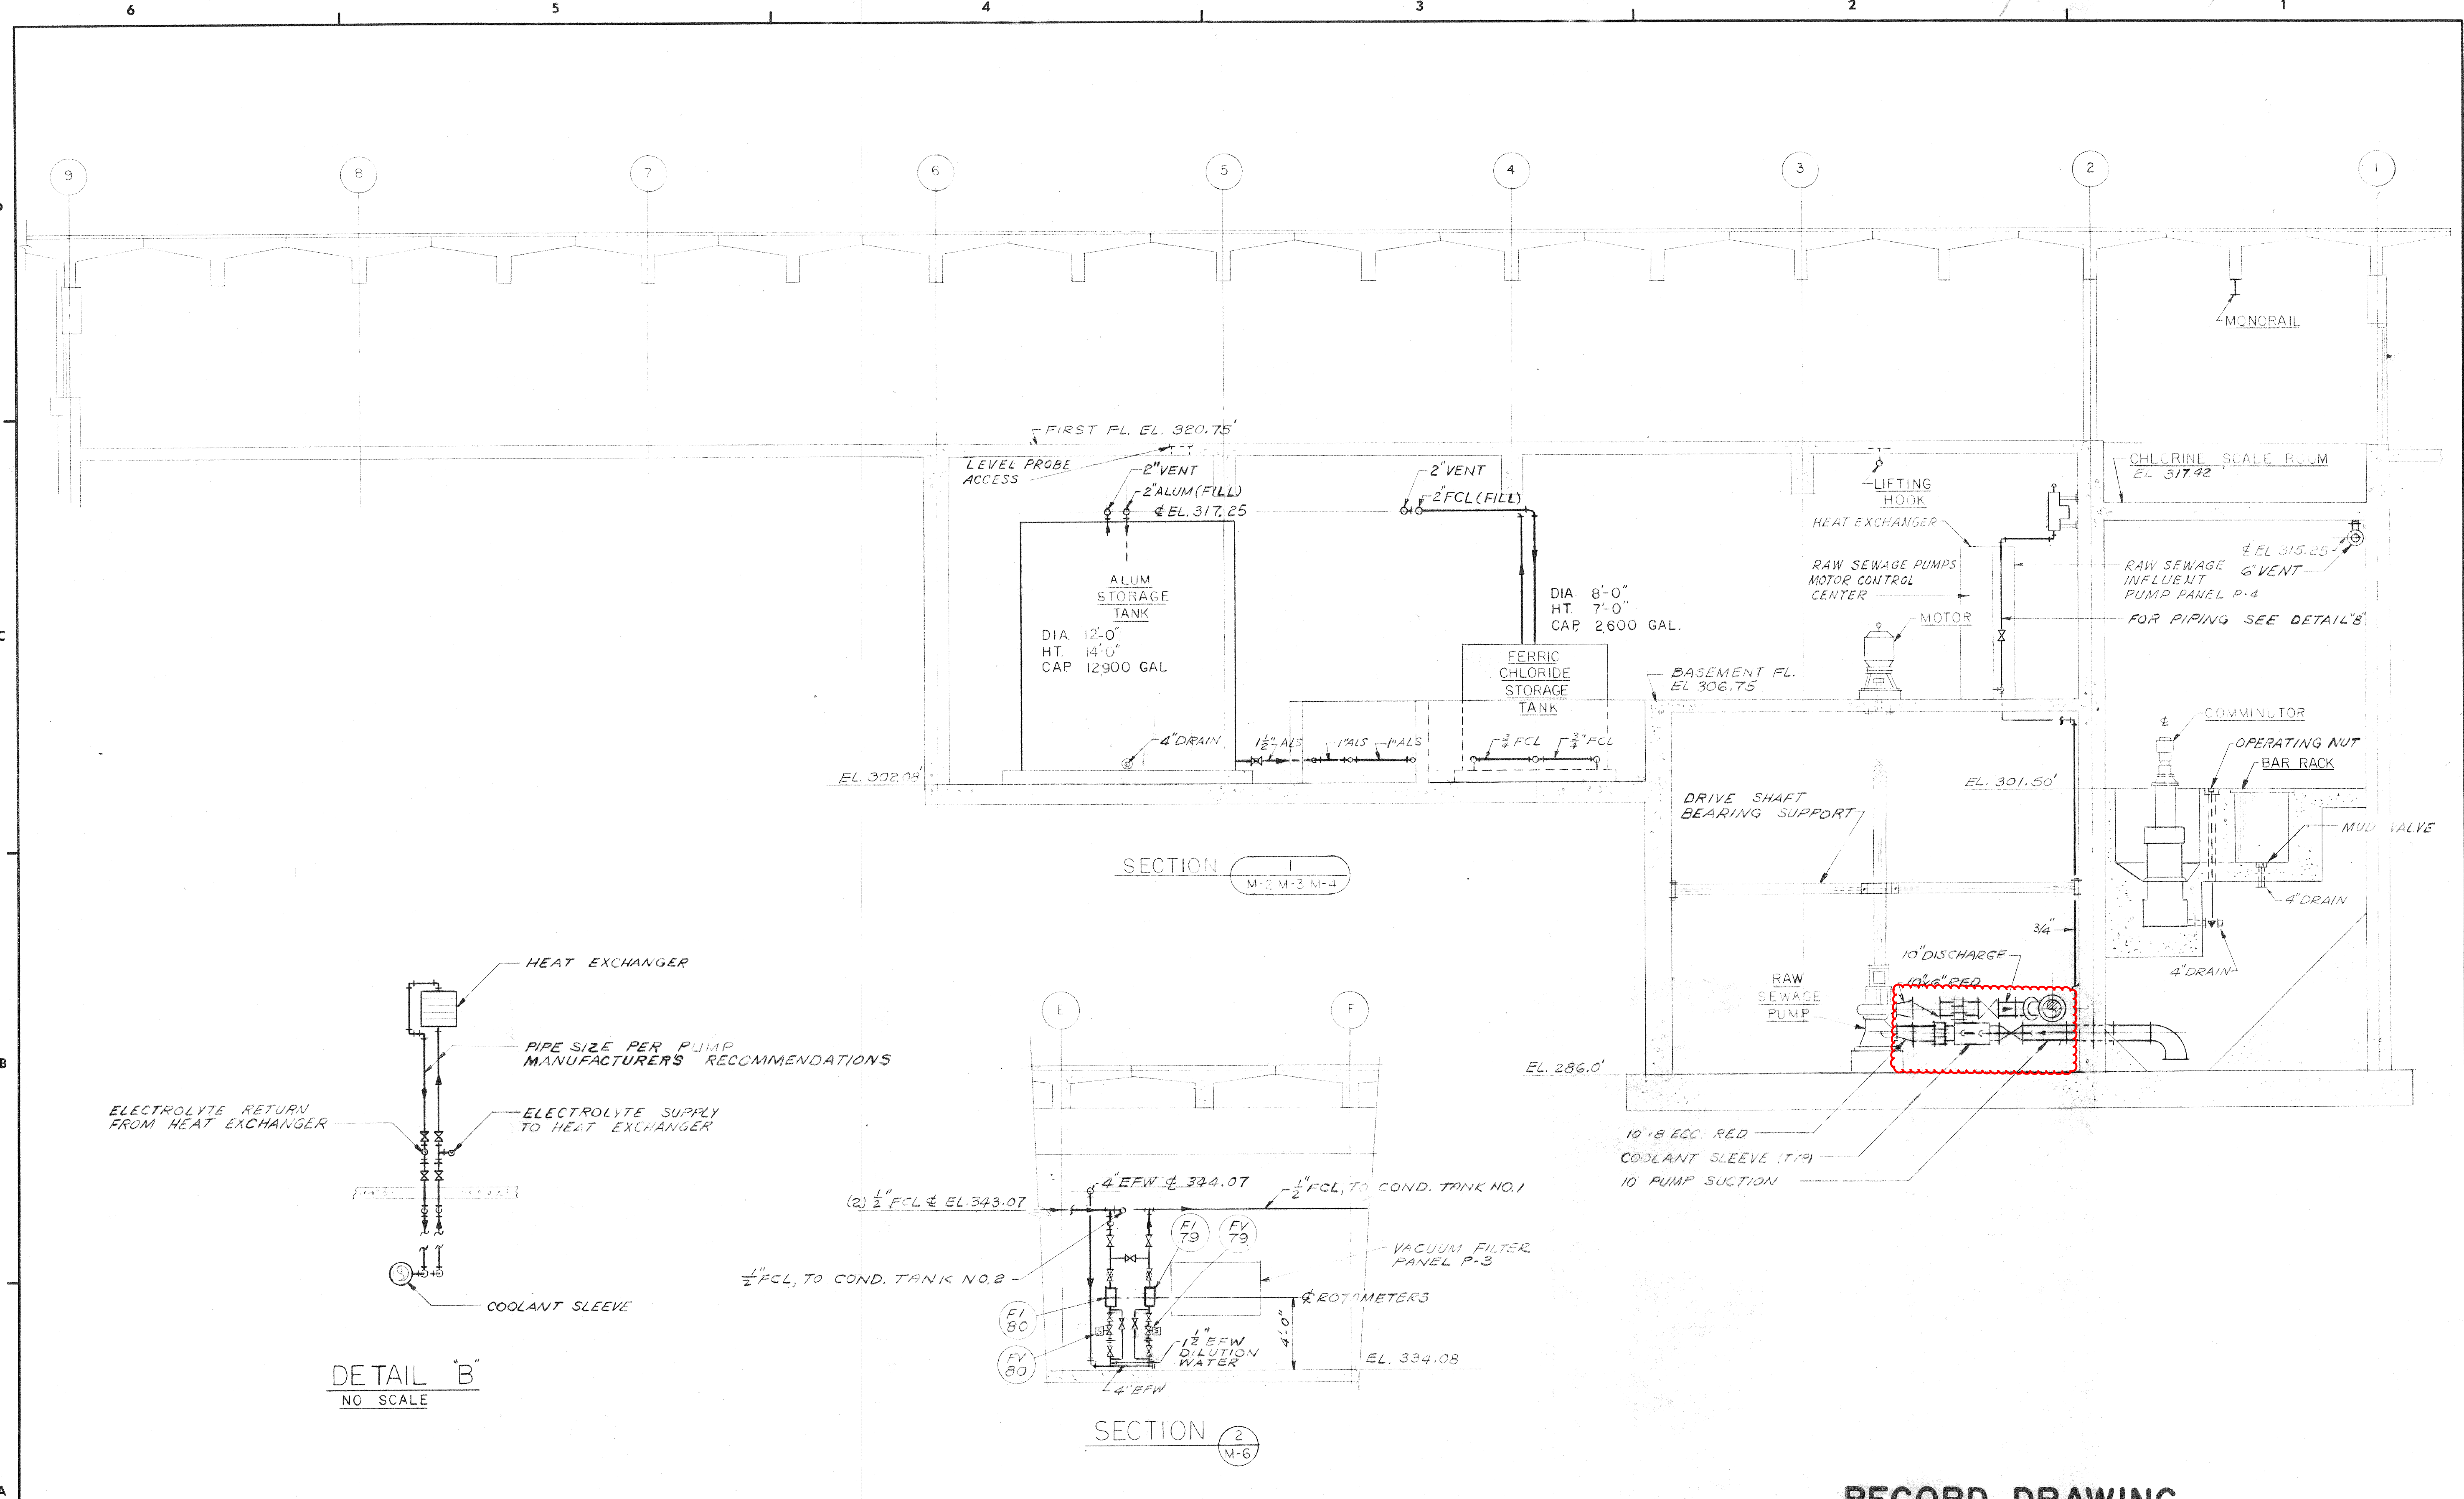 6
5
4
3
2
1
9
8
7
6
5
4
3
2
1
MONORAIL
FIRST FL. EL. 320.75'
LEVEL PROBE
ACCESS
2" VENT
2" ALUM (FILL)
℄ EL. 317.25
2" VENT
2" FCL (FILL)
LIFTING
HOOK
CHLORINE SCALE ROOM
EL 317.42
HEAT EXCHANGER
℄ EL 315.25
6" VENT
RAW SEWAGE PUMPS
MOTOR CONTROL
CENTER
RAW SEWAGE
INFLUENT
PUMP PANEL P-4
FOR PIPING SEE DETAIL "B"
MOTOR
ALUM
STORAGE
TANK
DIA. 12'-0"
HT. 14'-0"
CAP. 12,900 GAL
DIA. 8'-0"
HT. 7'-0"
CAP. 2,600 GAL.
FERRIC
CHLORIDE
STORAGE
TANK
BASEMENT FL.
EL 306.75
C
COMMINUTOR
℄
OPERATING NUT
BAR RACK
4" DRAIN
1½" ALS
1" ALS
1" ALS
¾ FCL
¾" FCL
EL. 302.08'
EL. 301.50'
DRIVE SHAFT
BEARING SUPPORT
MUD VALVE
4" DRAIN
SECTION
1
M-2 M-3 M-4
3/4"
4" DRAIN
10" DISCHARGE
10"x6" RED
RAW
SEWAGE
PUMP
EL. 286.0'
10x8 ECC. RED
COOLANT SLEEVE (TYP)
10 PUMP SUCTION
HEAT EXCHANGER
PIPE SIZE PER PUMP
MANUFACTURER'S RECOMMENDATIONS
B
ELECTROLYTE RETURN
FROM HEAT EXCHANGER
ELECTROLYTE SUPPLY
TO HEAT EXCHANGER
COOLANT SLEEVE
DETAIL "B"
NO SCALE
E
F
4" EFW ℄ 344.07
(2) ½" FCL ℄ EL. 343.07
½" FCL, TO COND. TANK NO. 1
FI
79
FV
79
VACUUM FILTER
PANEL P-3
½" FCL, TO COND. TANK NO. 2
℄ ROTOMETERS
FI
80
S
S
FV
80
1½" EFW
DILUTION
WATER
4'-0"
EL. 334.08
4" EFW
SECTION
2
M-6
A
RECORD DRAWING